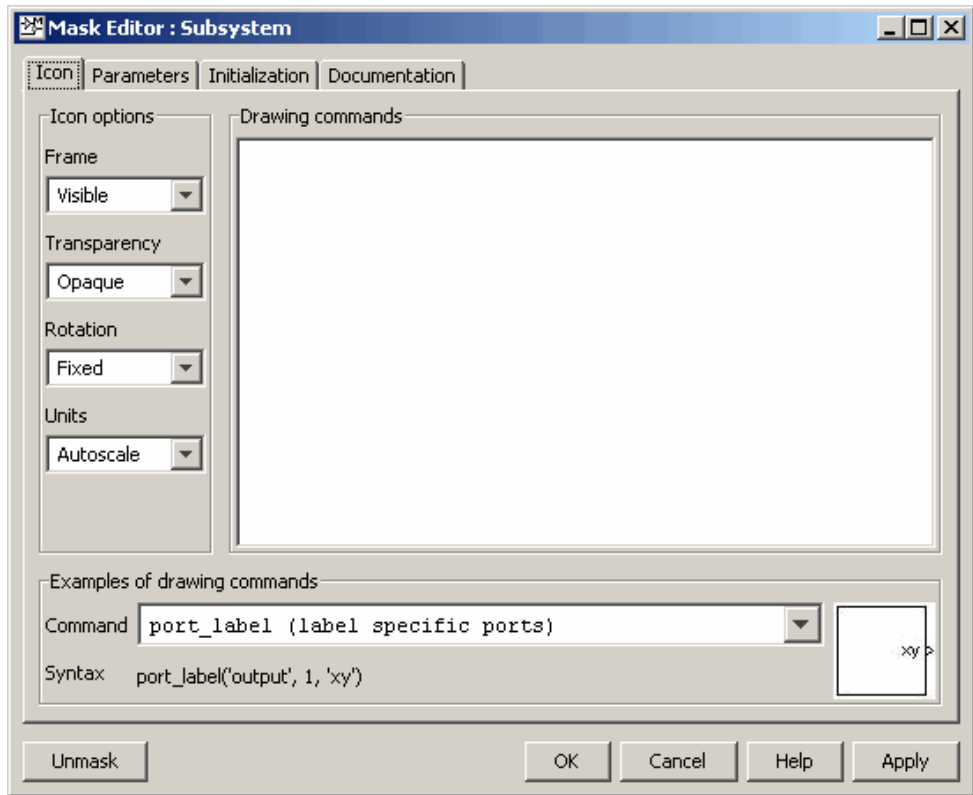 Mask Editor : Subsystem
Icon Parameters Initialization Documentation
Icon options
Drawing commands
Frame
Visible
Transparency
Opaque
Rotation
Fixed
Units
Autoscale
Examples of drawing commands
Command port_label (label specific ports)
xy >
Syntax port_label('output', 1, 'xy')
Unmask OK Cancel Help Apply